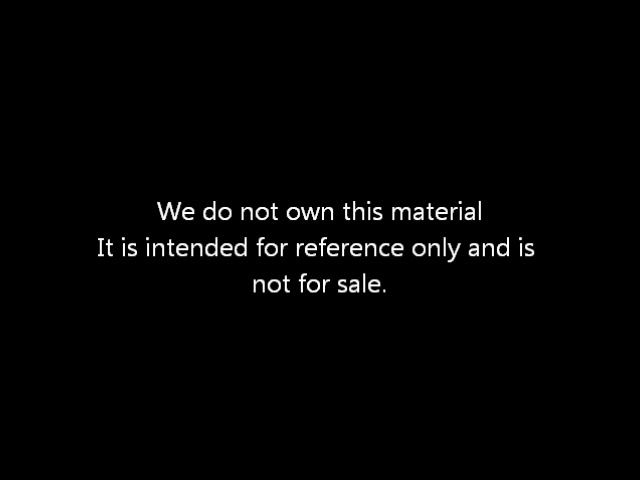 We do not own this material
It is intended for reference only and is
not for sale.